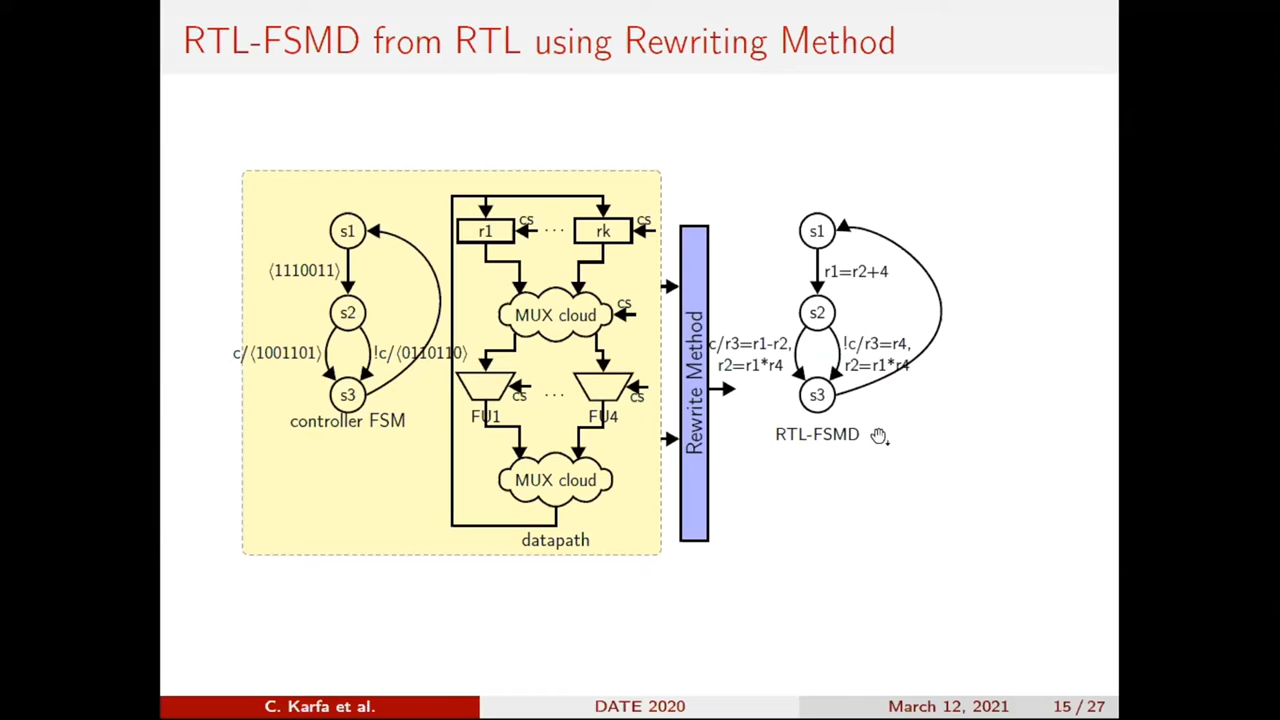 RTL-FSMD from RTL using Rewriting Method
s1
⟨1110011⟩
s2
c/⟨1001101⟩
!c/⟨0110110⟩
s3
controller FSM
r1
cs
· · ·
rk
cs
MUX cloud
cs
cs
· · ·
cs
FU1
FU4
MUX cloud
datapath
Rewrite Method
s1
r1=r2+4
s2
c/r3=r1-r2,
r2=r1*r4
!c/r3=r4,
r2=r1*r4
s3
RTL-FSMD
C. Karfa et al.
DATE 2020
March 12, 2021
15 / 27